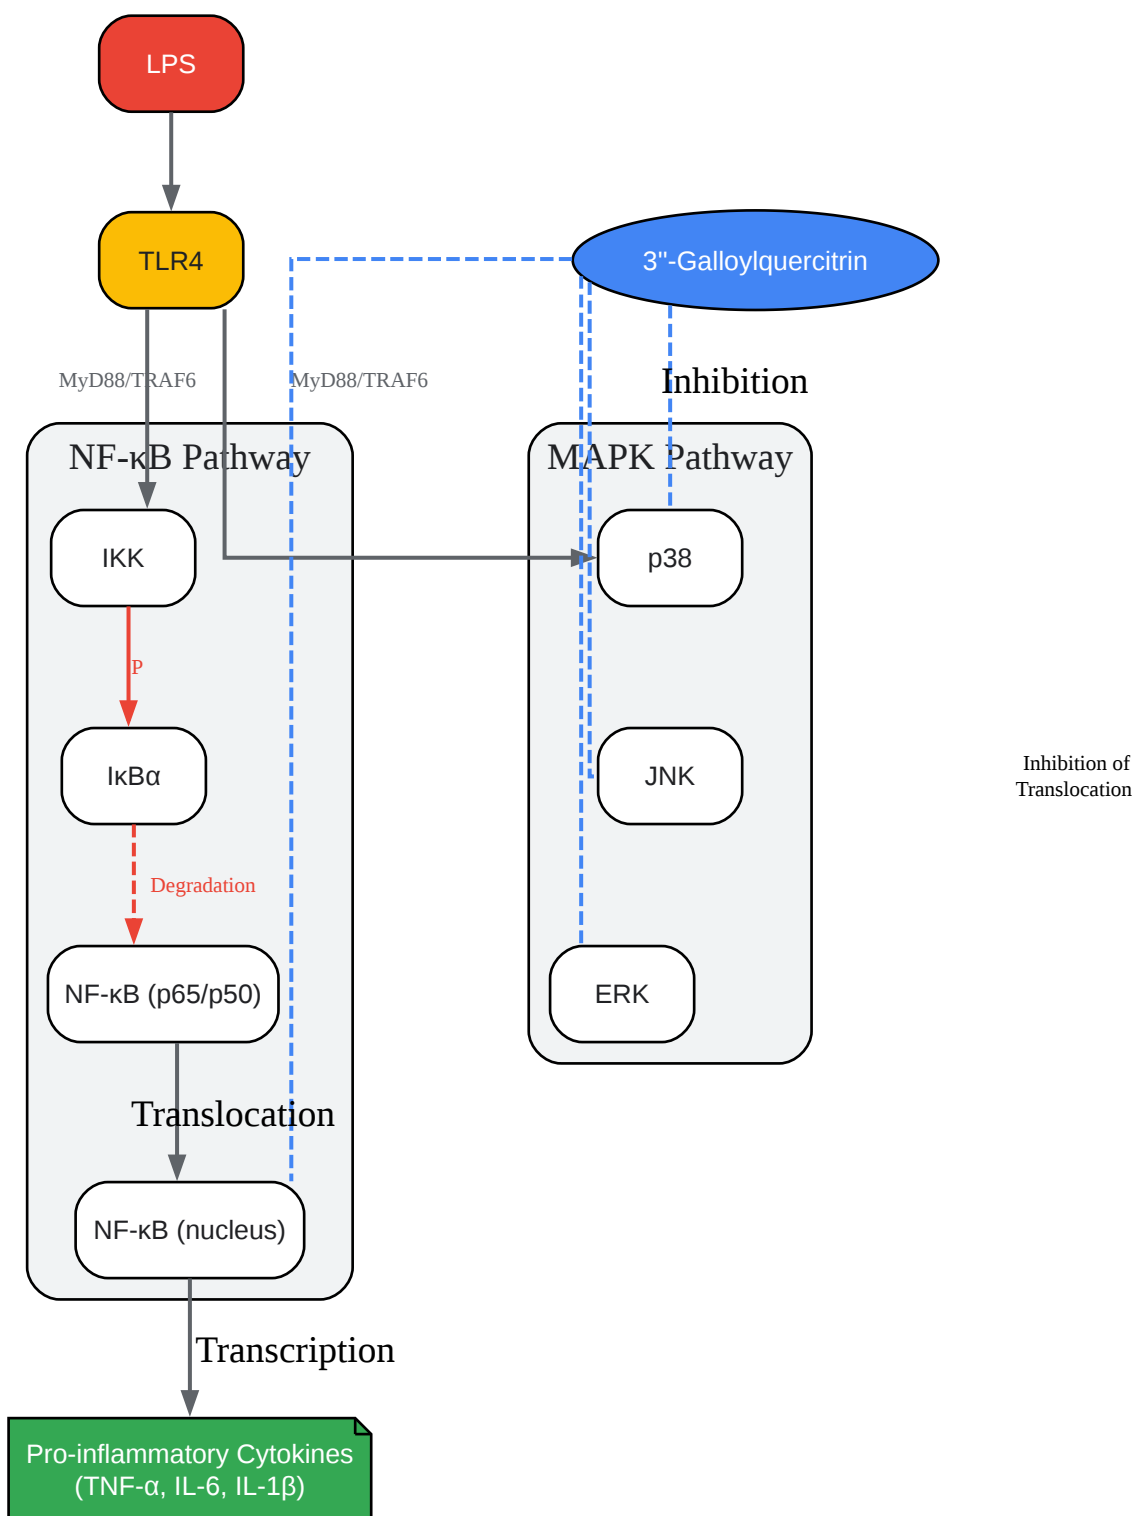 LPS
TLR4
3''-Galloylquercitrin
MyD88/TRAF6
MyD88/TRAF6
Inhibition
NF-κB Pathway
MAPK Pathway
IKK
p38
P
IκBα
JNK
Inhibition of
Translocation
Degradation
NF-κB (p65/p50)
ERK
Translocation
NF-κB (nucleus)
Transcription
Pro-inflammatory Cytokines
(TNF-α, IL-6, IL-1β)